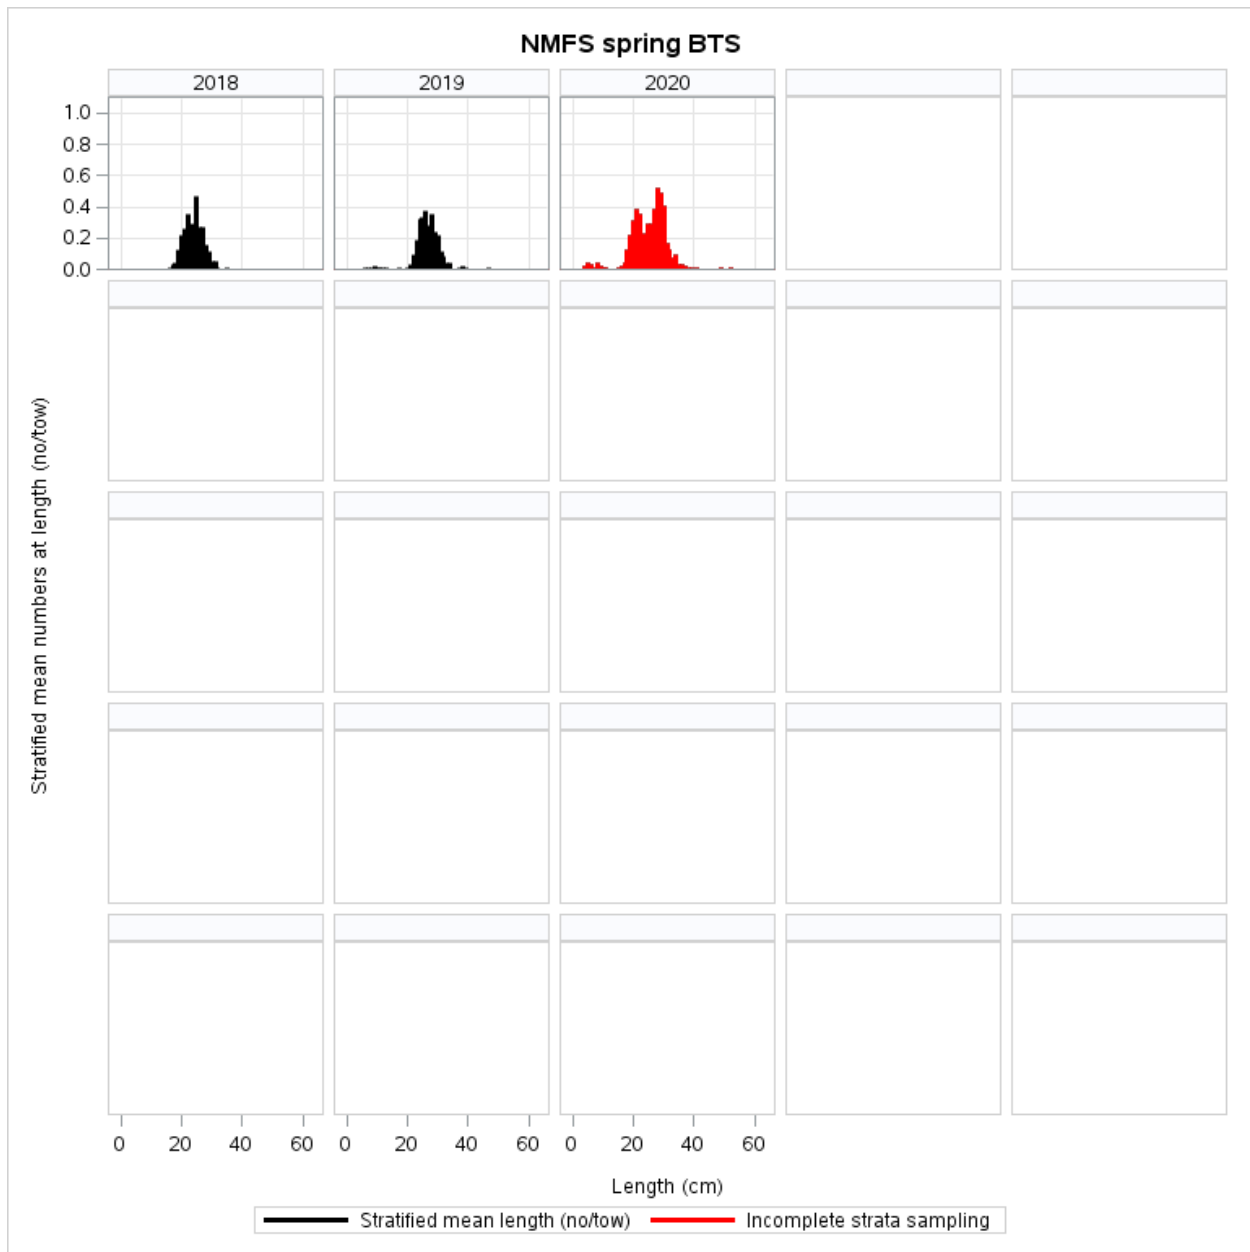 NMFS spring BTS
2018 2019 2020
1.0
0.8
0.6
0.4
0.2
0.0
Stratified mean numbers at length (no/tow)
0 20 40 60 0 20 40 60 0 20 40 60
Length (cm)
Stratified mean length (no/tow) Incomplete strata sampling